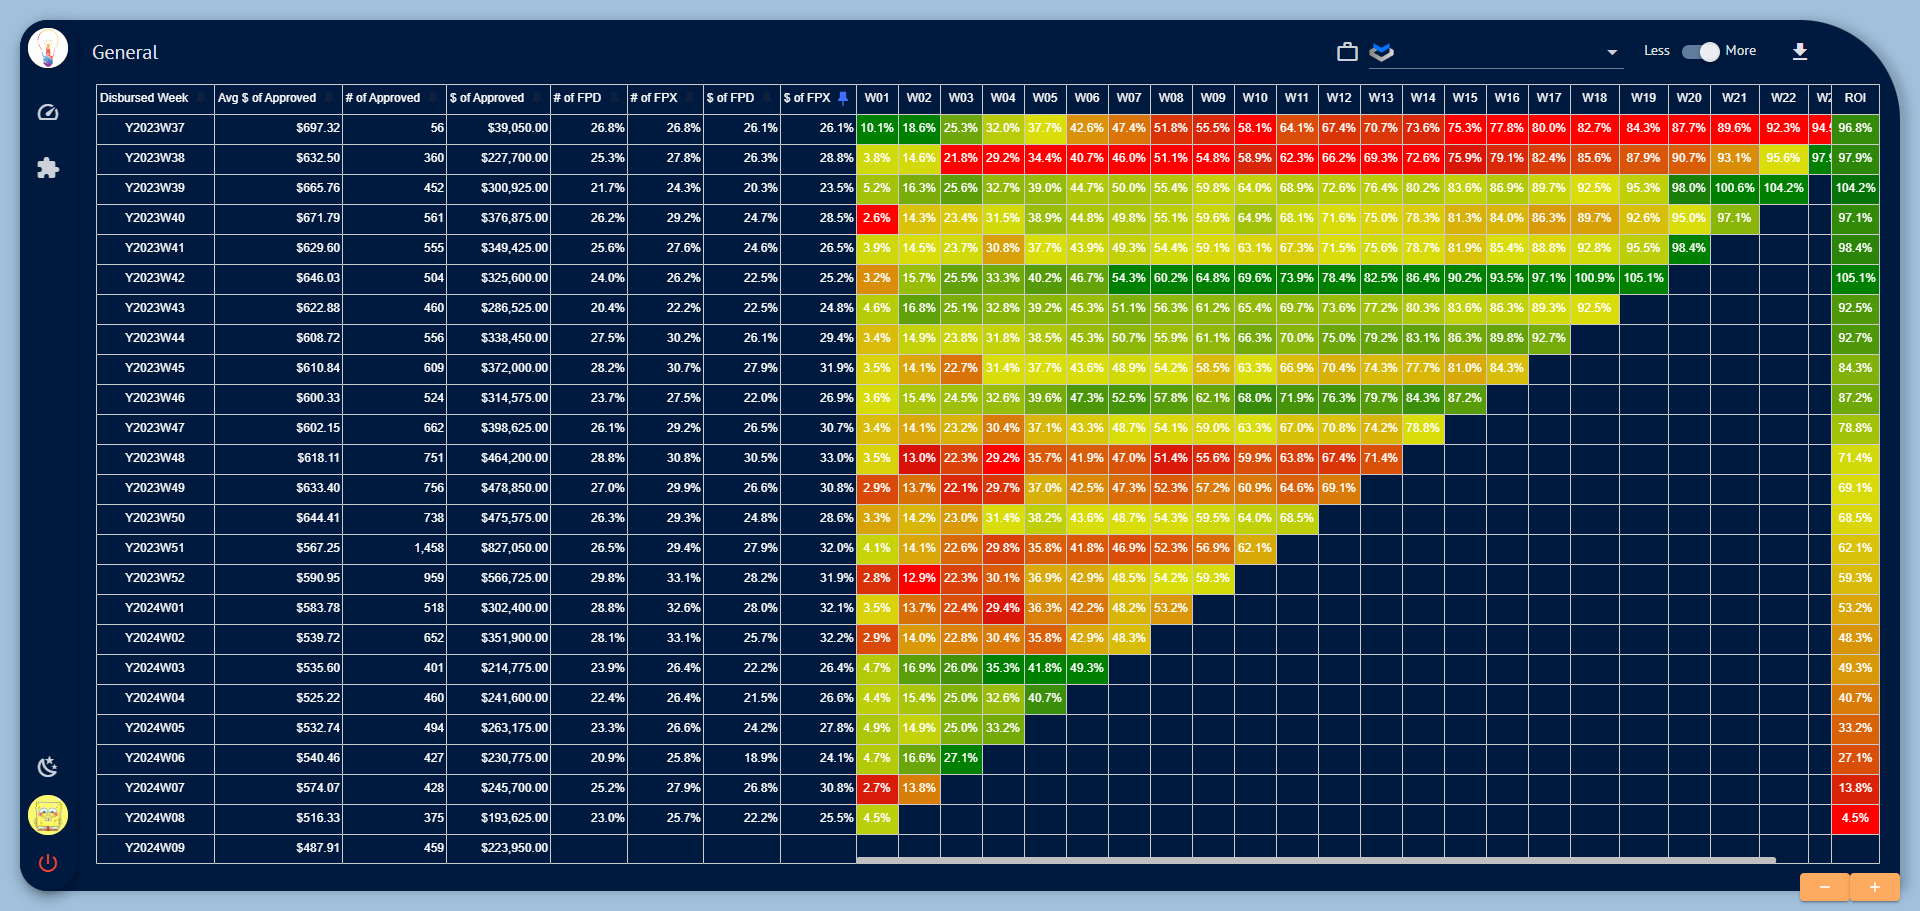 General
Less More
Disbursed Week Avg $ of Approved # of Approved $ of Approved # of FPD # of FPX $ of FPD $ of FPX W01 W02 W03 W04 W05 W06 W07 W08 W09 W10 W11 W12 W13 W14 W15 W16 W17 W18 W19 W20 W21 W22 ROI
Y2023W37 $697.32 56 $39,050.00 26.8% 26.8% 26.1% 26.1% 10.1% 18.6% 25.3% 32.0% 37.7% 42.6% 47.4% 51.8% 55.5% 58.1% 64.1% 67.4% 70.7% 73.6% 75.3% 77.8% 80.0% 82.7% 84.3% 87.7% 89.6% 92.3% 96.8%
Y2023W38 $632.50 360 $227,700.00 25.3% 27.8% 26.3% 28.8% 3.8% 14.6% 21.8% 29.2% 34.4% 40.7% 46.0% 51.1% 54.8% 58.9% 62.3% 66.2% 69.3% 72.6% 75.9% 79.1% 82.4% 85.6% 87.9% 90.7% 93.1% 95.6% 97.9%
Y2023W39 $665.76 452 $300,925.00 21.7% 24.3% 20.3% 23.5% 5.2% 16.3% 25.6% 32.7% 39.0% 44.7% 50.0% 55.4% 59.8% 64.0% 68.9% 72.6% 76.4% 80.2% 83.6% 86.9% 89.7% 92.5% 95.3% 98.0% 100.6% 104.2% 104.2%
Y2023W40 $671.79 561 $376,875.00 26.2% 29.2% 24.7% 28.5% 2.6% 14.3% 23.4% 31.5% 38.9% 44.8% 49.8% 55.1% 59.6% 64.9% 68.1% 71.6% 75.0% 78.3% 81.3% 84.0% 86.3% 89.7% 92.6% 95.0% 97.1% 97.1%
Y2023W41 $629.60 555 $349,425.00 25.6% 27.6% 24.6% 26.5% 3.9% 14.5% 23.7% 30.8% 37.7% 43.9% 49.3% 54.4% 59.1% 63.1% 67.3% 71.5% 75.6% 78.7% 81.9% 85.4% 88.8% 92.8% 95.5% 98.4% 98.4%
Y2023W42 $646.03 504 $325,600.00 24.0% 26.2% 22.5% 25.2% 3.2% 15.7% 25.5% 33.3% 40.2% 46.7% 54.3% 60.2% 64.8% 69.6% 73.9% 78.4% 82.5% 86.4% 90.2% 93.5% 97.1% 100.9% 105.1% 105.1%
Y2023W43 $622.88 460 $286,525.00 20.4% 22.2% 22.5% 24.8% 4.6% 16.8% 25.1% 32.8% 39.2% 45.3% 51.1% 56.3% 61.2% 65.4% 69.7% 73.6% 77.2% 80.3% 83.6% 86.3% 89.3% 92.5% 92.5%
Y2023W44 $608.72 556 $338,450.00 27.5% 30.2% 26.1% 29.4% 3.4% 14.9% 23.8% 31.8% 38.5% 45.3% 50.7% 55.9% 61.1% 66.3% 70.0% 75.0% 79.2% 83.1% 86.3% 89.8% 92.7% 92.7%
Y2023W45 $610.84 609 $372,000.00 28.2% 30.7% 27.9% 31.9% 3.5% 14.1% 22.7% 31.4% 37.7% 43.6% 48.9% 54.2% 58.5% 63.3% 66.9% 70.4% 74.3% 77.7% 81.0% 84.3% 84.3%
Y2023W46 $600.33 524 $314,575.00 23.7% 27.5% 22.0% 26.9% 3.6% 15.4% 24.5% 32.6% 39.6% 47.3% 52.5% 57.8% 62.1% 68.0% 71.9% 76.3% 79.7% 84.3% 87.2% 87.2%
Y2023W47 $602.15 662 $398,625.00 26.1% 29.2% 26.5% 30.7% 3.4% 14.1% 23.2% 30.4% 37.1% 43.3% 48.7% 54.1% 59.0% 63.3% 67.0% 70.8% 74.2% 78.8% 78.8%
Y2023W48 $618.11 751 $464,200.00 28.8% 30.8% 30.5% 33.0% 3.5% 13.0% 22.3% 29.2% 35.7% 41.9% 47.0% 51.4% 55.6% 59.9% 63.8% 67.4% 71.4% 71.4%
Y2023W49 $633.40 756 $478,850.00 27.0% 29.9% 26.6% 30.8% 2.9% 13.7% 22.1% 29.7% 37.0% 42.5% 47.3% 52.3% 57.2% 60.9% 64.6% 69.1% 69.1%
Y2023W50 $644.41 738 $475,575.00 26.3% 29.3% 24.8% 28.6% 3.3% 14.2% 23.0% 31.4% 38.2% 43.6% 48.7% 54.3% 59.5% 64.0% 68.5% 68.5%
Y2023W51 $567.25 1,458 $827,050.00 26.5% 29.4% 27.9% 32.0% 4.1% 14.1% 22.6% 29.8% 35.8% 41.8% 46.9% 52.3% 56.9% 62.1% 62.1%
Y2023W52 $590.95 959 $566,725.00 29.8% 33.1% 28.2% 31.9% 2.8% 12.9% 22.3% 30.1% 36.9% 42.9% 48.5% 54.2% 59.3% 59.3%
Y2024W01 $583.78 518 $302,400.00 28.8% 32.6% 28.0% 32.1% 3.5% 13.7% 22.4% 29.4% 36.3% 42.2% 48.2% 53.2% 53.2%
Y2024W02 $539.72 652 $351,900.00 28.1% 33.1% 25.7% 32.2% 2.9% 14.0% 22.8% 30.4% 35.8% 42.9% 48.3% 48.3%
Y2024W03 $535.60 401 $214,775.00 23.9% 26.4% 22.2% 26.4% 4.7% 16.9% 26.0% 35.3% 41.8% 49.3% 49.3%
Y2024W04 $525.22 460 $241,600.00 22.4% 26.4% 21.5% 26.6% 4.4% 15.4% 25.0% 32.6% 40.7% 40.7%
Y2024W05 $532.74 494 $263,175.00 23.3% 26.6% 24.2% 27.8% 4.9% 14.9% 25.0% 33.2% 33.2%
Y2024W06 $540.46 427 $230,775.00 20.9% 25.8% 18.9% 24.1% 4.7% 16.6% 27.1% 27.1%
Y2024W07 $574.07 428 $245,700.00 25.2% 27.9% 26.8% 30.8% 2.7% 13.8% 13.8%
Y2024W08 $516.33 375 $193,625.00 23.0% 25.7% 22.2% 25.5% 4.5% 4.5%
Y2024W09 $487.91 459 $223,950.00